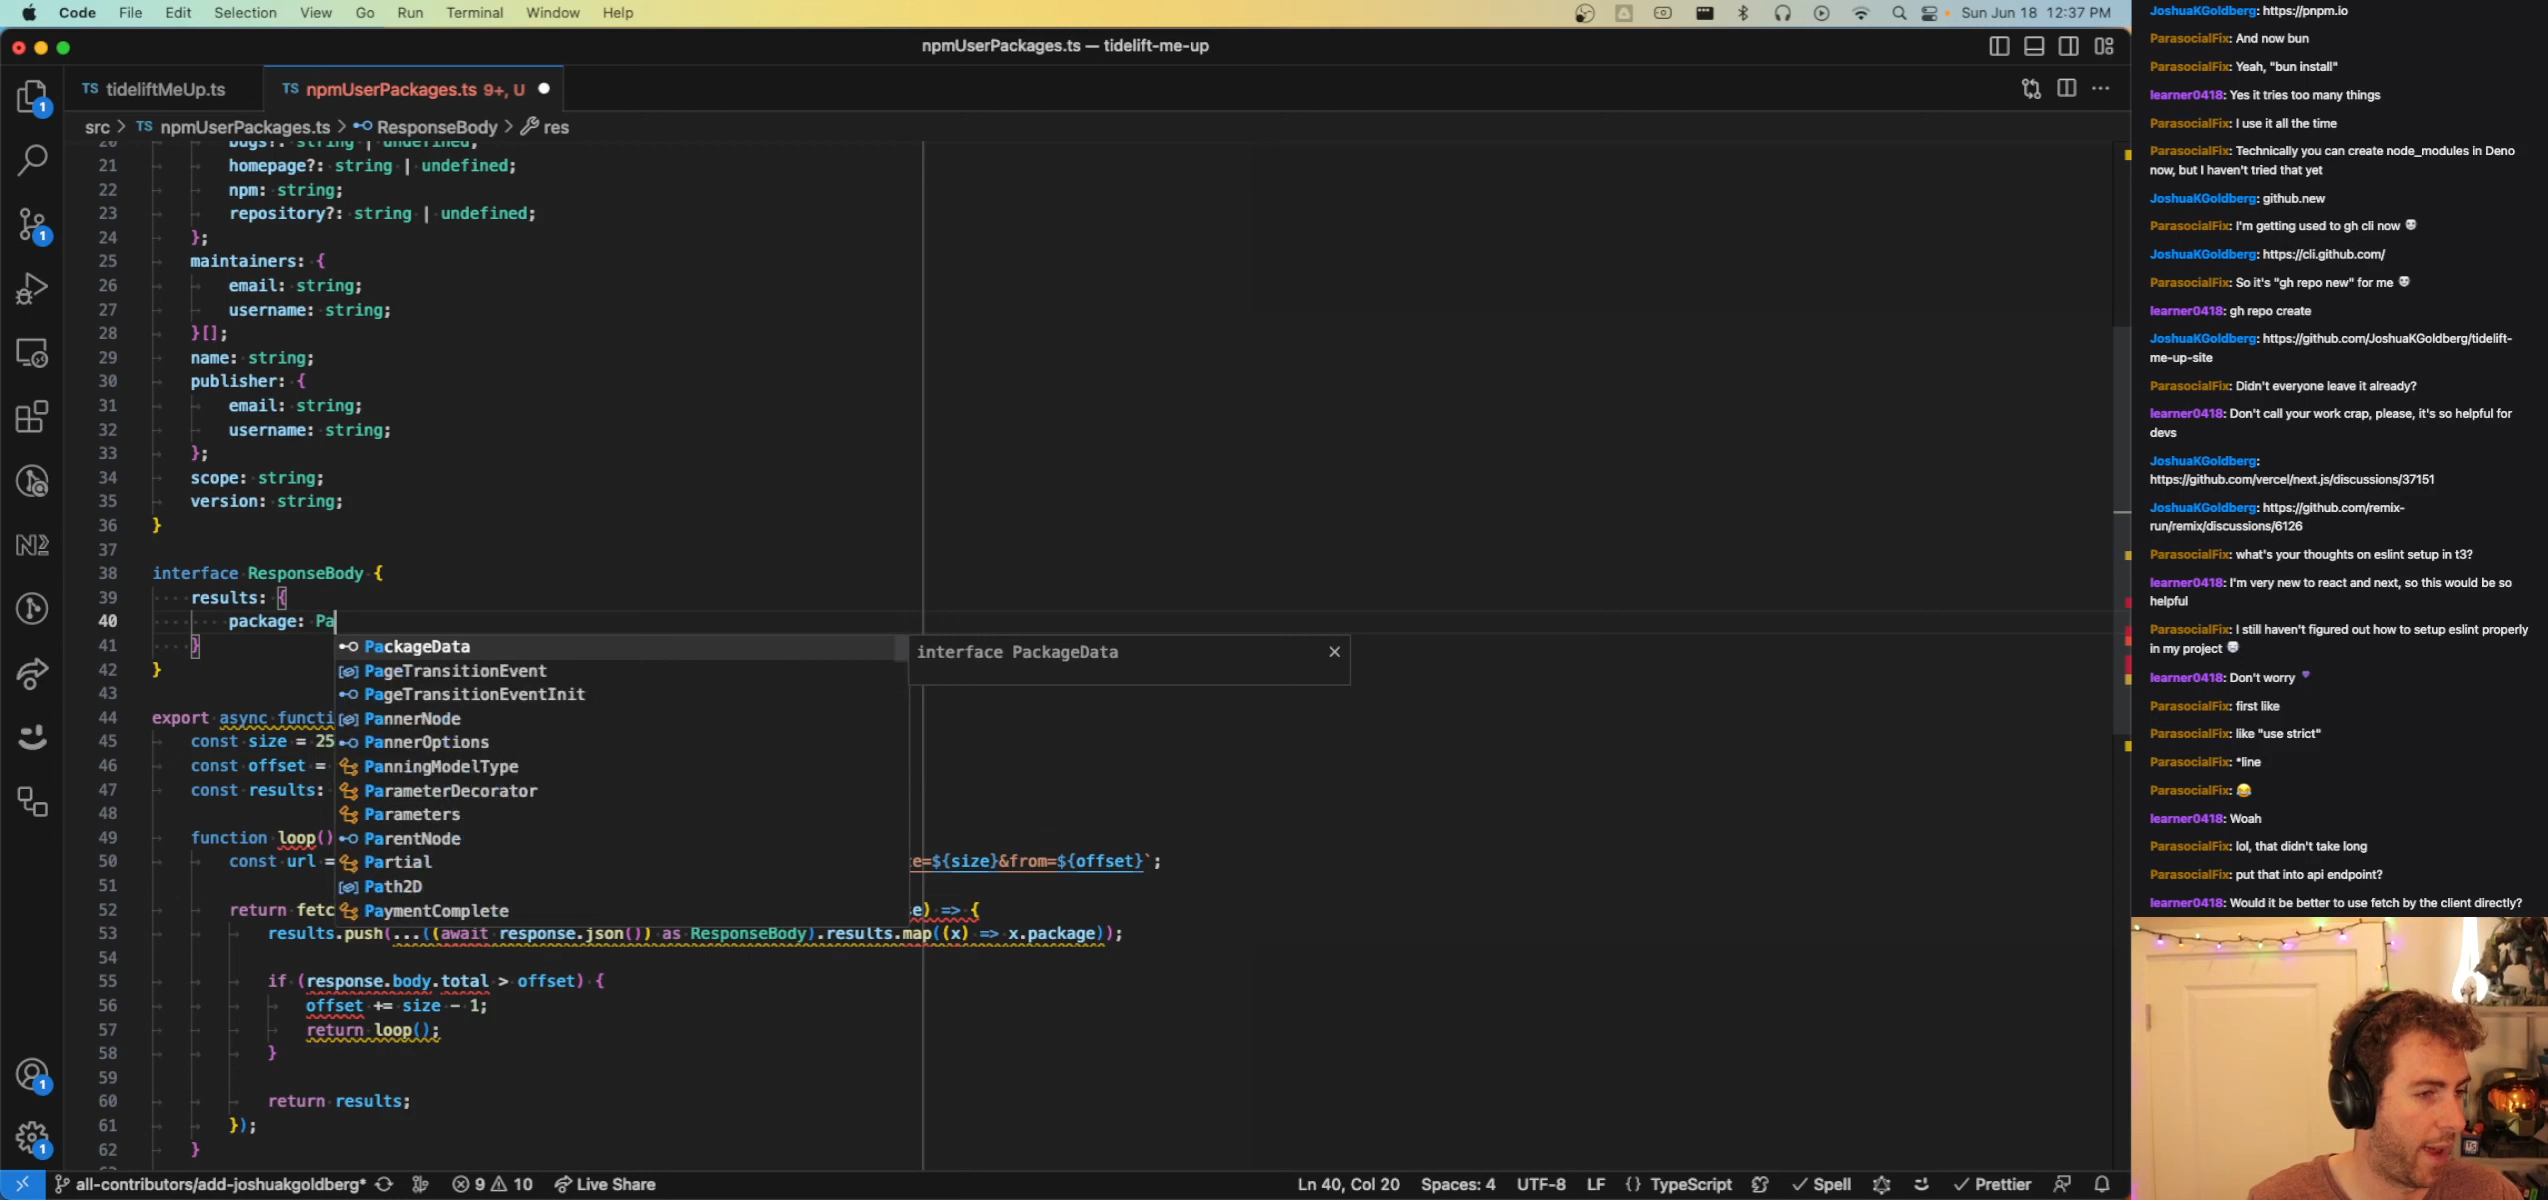 Code File Edit Selection View Go Run Terminal Window Help
Sun Jun 18 12:37 PM
npmUserPackages.ts — tidelift-me-up
TS tideliftMeUp.ts
TS npmUserPackages.ts 9+, U
src > TS npmUserPackages.ts > ResponseBody > res
20 bugs?: string | undefined;
21 homepage?: string | undefined;
22 npm: string;
23 repository?: string | undefined;
24 };
25 maintainers: {
26 email: string;
27 username: string;
28 }[];
29 name: string;
30 publisher: {
31 email: string;
32 username: string;
33 };
34 scope: string;
35 version: string;
36 }
37
38 interface ResponseBody {
39 results: {
40 package: Pa
41 }
42 }
43
44 export async functi
45 const size = 25
46 const offset =
47 const results:
48
49 function loop()
50 const url = e=${size}&from=${offset}`;
51
52 return fetc e) => {
53 results.push(...((await response.json()) as ResponseBody).results.map((x) => x.package));
54
55 if (response.body.total > offset) {
56 offset += size - 1;
57 return loop();
58 }
59
60 return results;
61 });
62 }
PackageData
PageTransitionEvent
PageTransitionEventInit
PannerNode
PannerOptions
PanningModelType
ParameterDecorator
Parameters
ParentNode
Partial
Path2D
PaymentComplete
interface PackageData
all-contributors/add-joshuakgoldberg* 9 10 Live Share
Ln 40, Col 20 Spaces: 4 UTF-8 LF {} TypeScript Spell Prettier
JoshuaKGoldberg: https://pnpm.io
ParasocialFix: And now bun
ParasocialFix: Yeah, "bun install"
learner0418: Yes it tries too many things
ParasocialFix: I use it all the time
ParasocialFix: Technically you can create node_modules in Deno
now, but I haven't tried that yet
JoshuaKGoldberg: github.new
ParasocialFix: I'm getting used to gh cli now
JoshuaKGoldberg: https://cli.github.com/
ParasocialFix: So it's "gh repo new" for me
learner0418: gh repo create
JoshuaKGoldberg: https://github.com/JoshuaKGoldberg/tidelift-
me-up-site
ParasocialFix: Didn't everyone leave it already?
learner0418: Don't call your work crap, please, it's so helpful for
devs
JoshuaKGoldberg:
https://github.com/vercel/next.js/discussions/37151
JoshuaKGoldberg: https://github.com/remix-
run/remix/discussions/6126
ParasocialFix: what's your thoughts on eslint setup in t3?
learner0418: I'm very new to react and next, so this would be so
helpful
ParasocialFix: I still haven't figured out how to setup eslint properly
in my project
learner0418: Don't worry
ParasocialFix: first like
ParasocialFix: like "use strict"
ParasocialFix: *line
ParasocialFix: 😂
learner0418: Woah
ParasocialFix: lol, that didn't take long
ParasocialFix: put that into api endpoint?
learner0418: Would it be better to use fetch by the client directly?